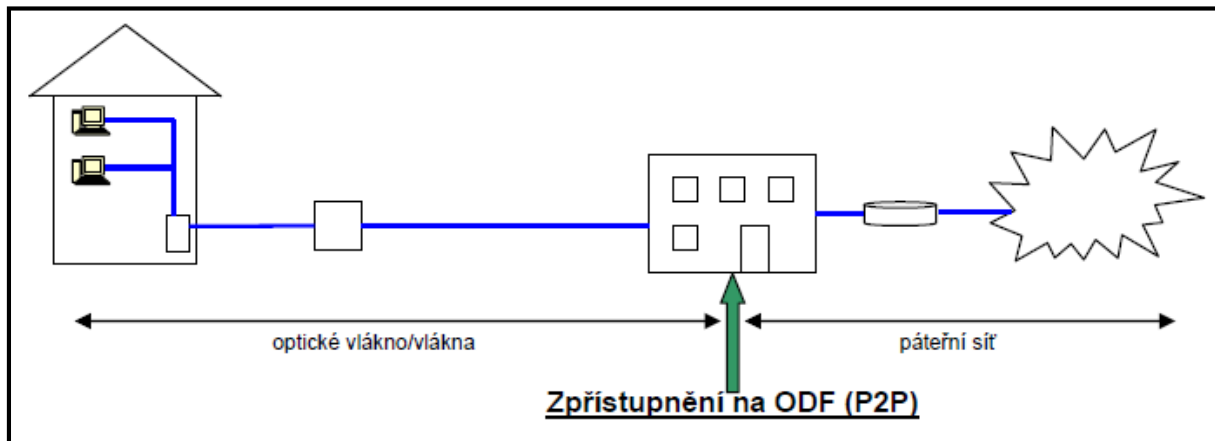 optické vlákno/vlákna
páteřní síť
Zpřístupnění na ODF (P2P)